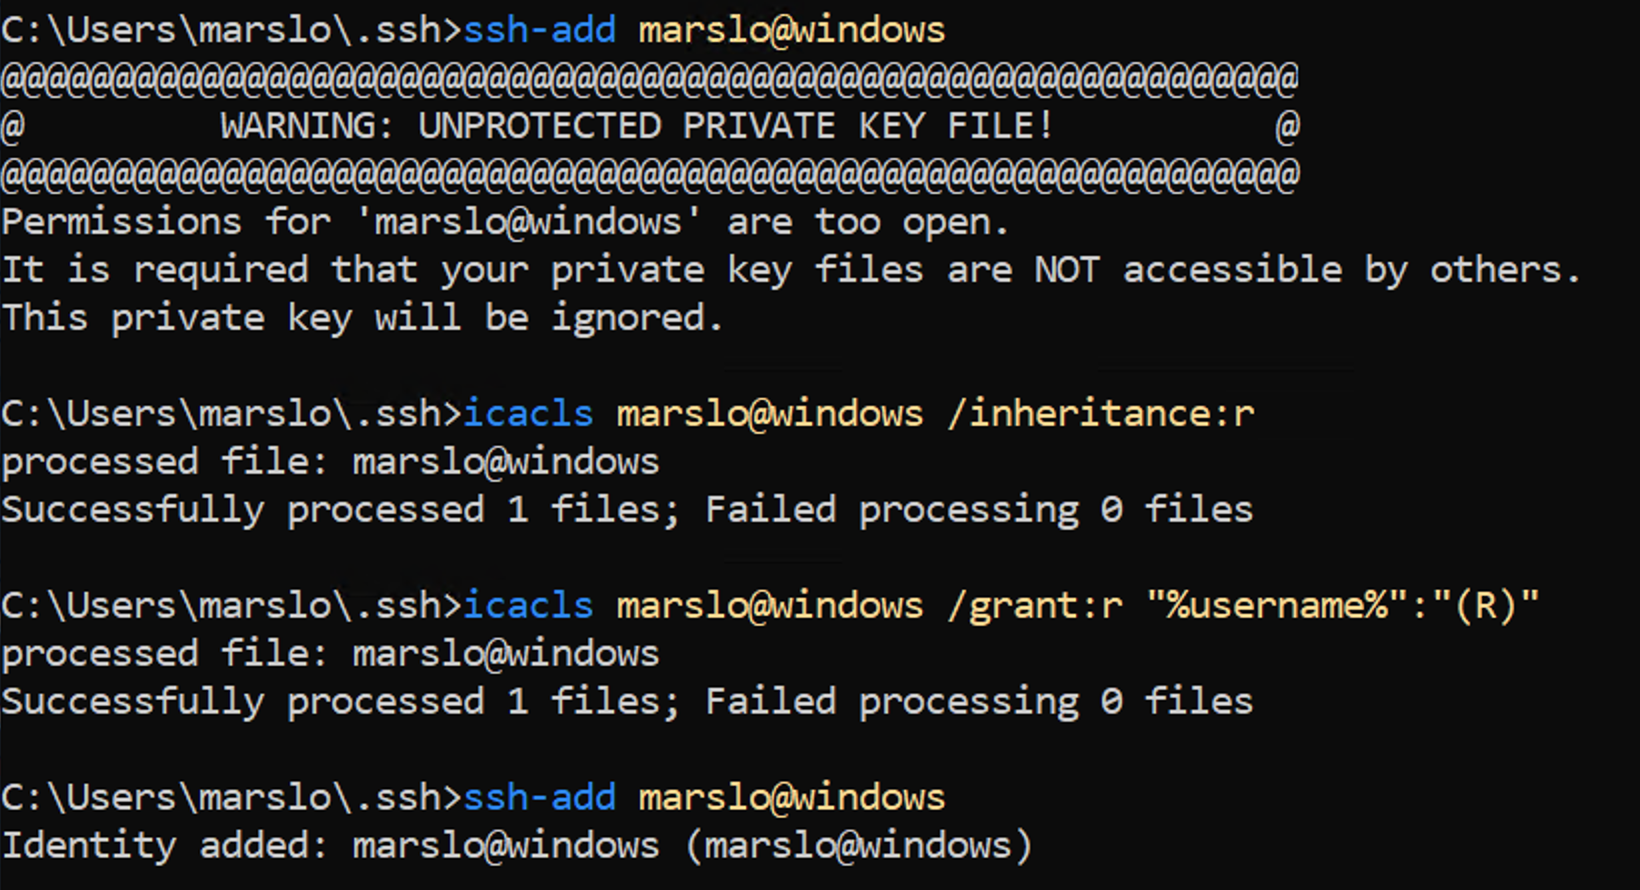 C:\Users\marslo\.ssh>ssh-add marslo@windows
@@@@@@@@@@@@@@@@@@@@@@@@@@@@@@@@@@@@@@@@@@@@@@@@@@@@@@@@@@@
@         WARNING: UNPROTECTED PRIVATE KEY FILE!          @
@@@@@@@@@@@@@@@@@@@@@@@@@@@@@@@@@@@@@@@@@@@@@@@@@@@@@@@@@@@
Permissions for 'marslo@windows' are too open.
It is required that your private key files are NOT accessible by others.
This private key will be ignored.
C:\Users\marslo\.ssh>icacls marslo@windows /inheritance:r
processed file: marslo@windows
Successfully processed 1 files; Failed processing 0 files
C:\Users\marslo\.ssh>icacls marslo@windows /grant:r "%username%":"(R)"
processed file: marslo@windows
Successfully processed 1 files; Failed processing 0 files
C:\Users\marslo\.ssh>ssh-add marslo@windows
Identity added: marslo@windows (marslo@windows)